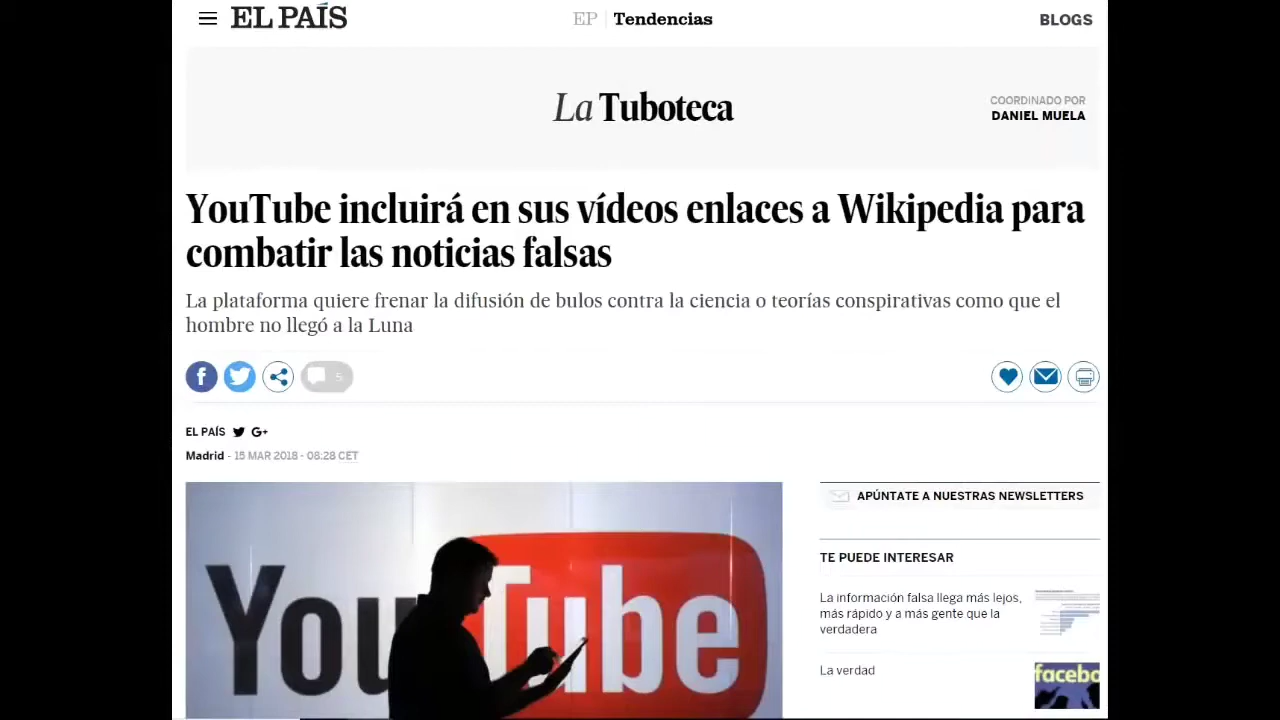 EL PAÍS
EP Tendencias
BLOGS
La Tuboteca
COORDINADO POR
DANIEL MUELA
YouTube incluirá en sus vídeos enlaces a Wikipedia para
combatir las noticias falsas
La plataforma quiere frenar la difusión de bulos contra la ciencia o teorías conspirativas como que el
hombre no llegó a la Luna
5
EL PAÍS G+
Madrid - 15 MAR 2018 - 08:28 CET
YouTube
APÚNTATE A NUESTRAS NEWSLETTERS
TE PUEDE INTERESAR
La información falsa llega más lejos,
más rápido y a más gente que la
verdadera
La verdad
facebo